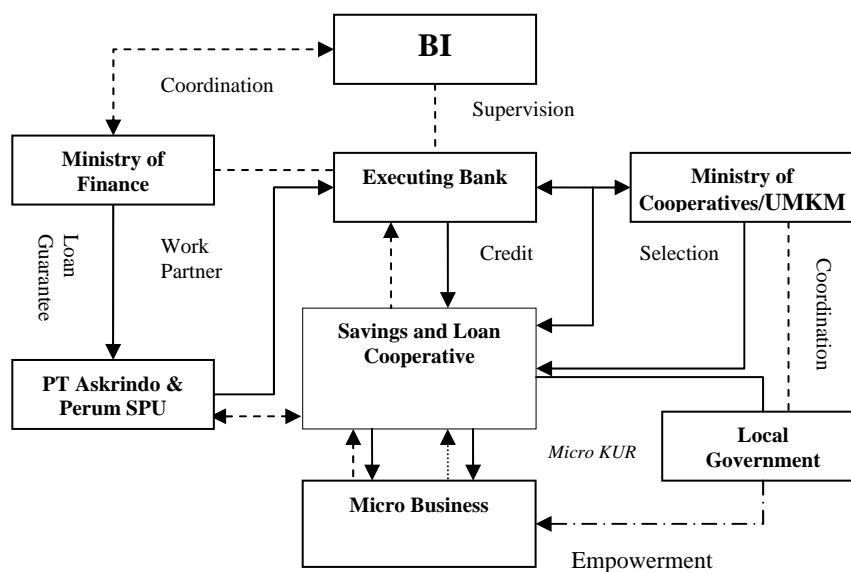 BI
Coordination
Supervision
Ministry of
Finance
Executing Bank
Ministry of
Cooperatives/UMKM
Loan
Guarantee
Work
Partner
Credit
Selection
Coordination
Savings and Loan
Cooperative
PT Askrindo &
Perum SPU
Micro KUR
Local
Government
Micro Business
Empowerment